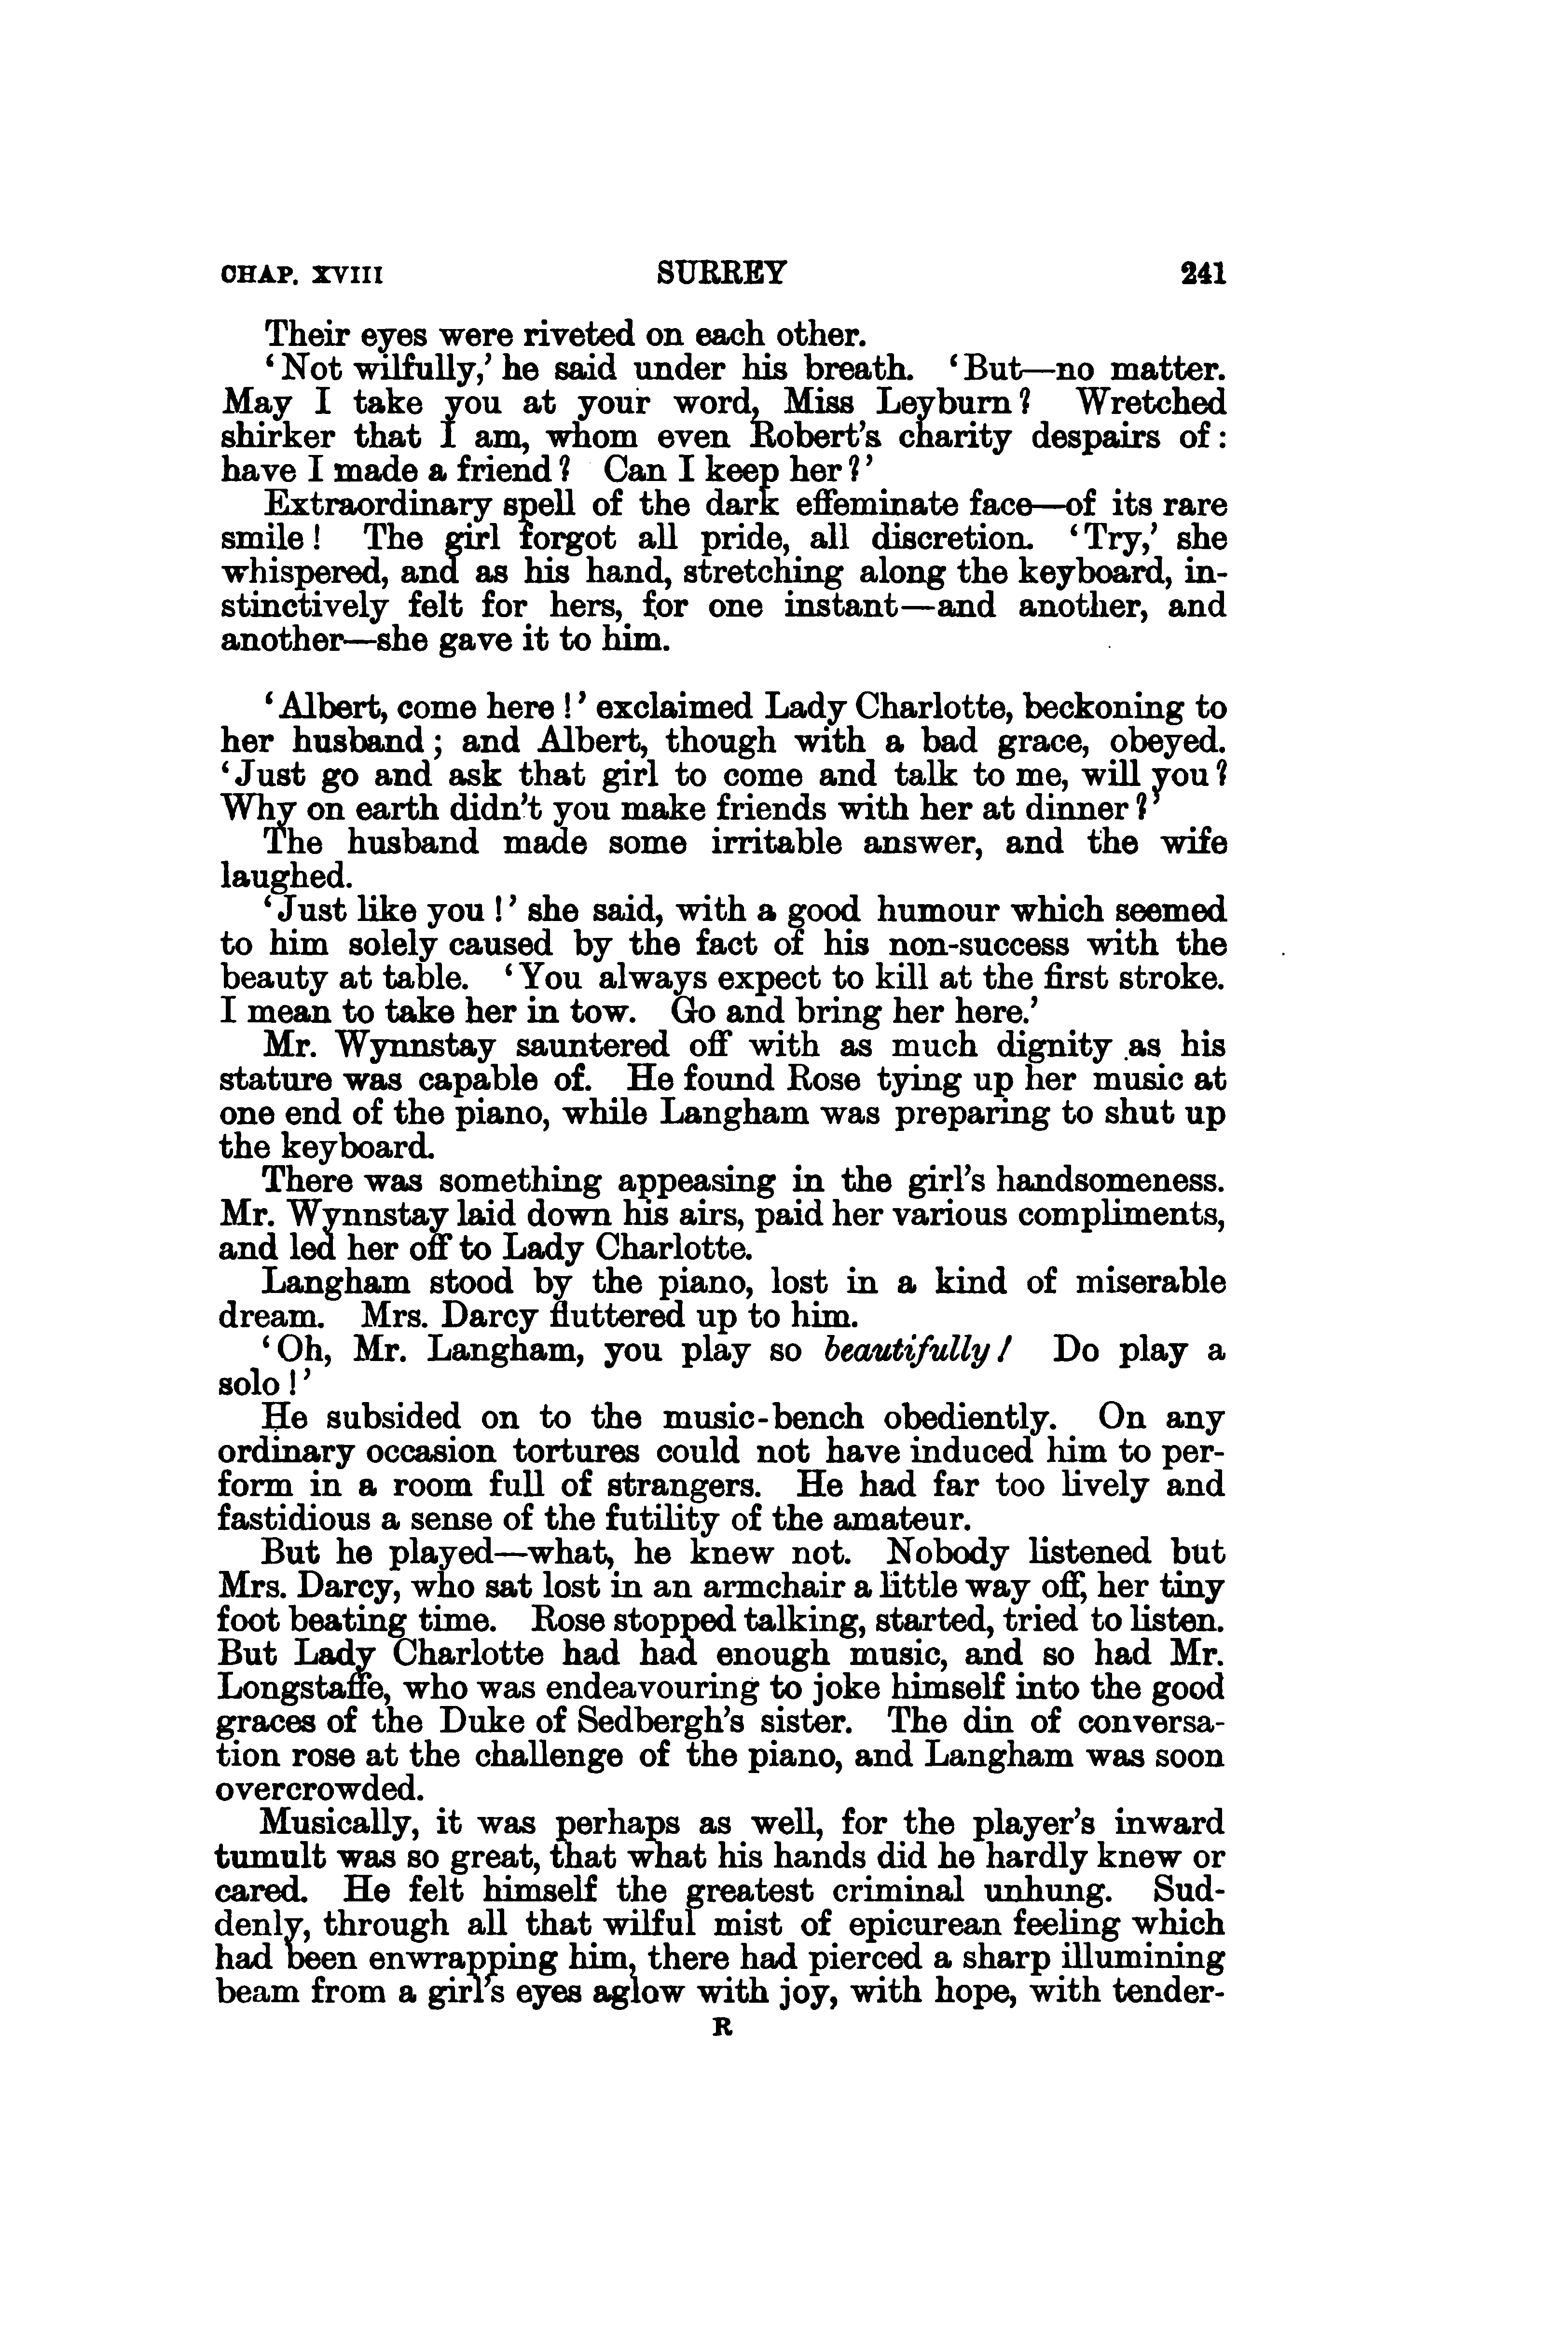 CHAP. XVIII SURREY 241
Their eyes were riveted on each other.
‘Not wilfully,’ he said under his breath. ‘But—no matter.
May I take you at your word, Miss Leyburn? Wretched
shirker that I am, whom even Robert’s charity despairs of:
have I made a friend? Can I keep her?’
Extraordinary spell of the dark effeminate face—of its rare
smile! The girl forgot all pride, all discretion. ‘Try,’ she
whispered, and as his hand, stretching along the keyboard, in-
stinctively felt for hers, for one instant—and another, and
another—she gave it to him.
‘Albert, come here!’ exclaimed Lady Charlotte, beckoning to
her husband; and Albert, though with a bad grace, obeyed.
‘Just go and ask that girl to come and talk to me, will you?
Why on earth didn’t you make friends with her at dinner?’
The husband made some irritable answer, and the wife
laughed.
‘Just like you!’ she said, with a good humour which seemed
to him solely caused by the fact of his non-success with the
beauty at table. ‘You always expect to kill at the first stroke.
I mean to take her in tow. Go and bring her here.’
Mr. Wynnstay sauntered off with as much dignity as his
stature was capable of. He found Rose tying up her music at
one end of the piano, while Langham was preparing to shut up
the keyboard.
There was something appeasing in the girl’s handsomeness.
Mr. Wynnstay laid down his airs, paid her various compliments,
and led her off to Lady Charlotte.
Langham stood by the piano, lost in a kind of miserable
dream. Mrs. Darcy fluttered up to him.
‘Oh, Mr. Langham, you play so beautifully! Do play a
solo!’
He subsided on to the music-bench obediently. On any
ordinary occasion tortures could not have induced him to per-
form in a room full of strangers. He had far too lively and
fastidious a sense of the futility of the amateur.
But he played—what, he knew not. Nobody listened but
Mrs. Darcy, who sat lost in an armchair a little way off, her tiny
foot beating time. Rose stopped talking, started, tried to listen.
But Lady Charlotte had had enough music, and so had Mr.
Longstaffe, who was endeavouring to joke himself into the good
graces of the Duke of Sedbergh’s sister. The din of conversa-
tion rose at the challenge of the piano, and Langham was soon
overcrowded.
Musically, it was perhaps as well, for the player’s inward
tumult was so great, that what his hands did he hardly knew or
cared. He felt himself the greatest criminal unhung. Sud-
denly, through all that wilful mist of epicurean feeling which
had been enwrapping him, there had pierced a sharp illumining
beam from a girl’s eyes aglow with joy, with hope, with tender-
R